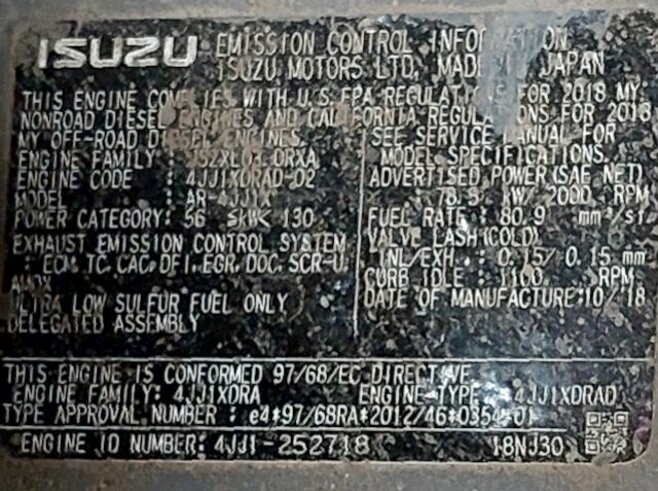 ISUZU EMISSION CONTROL INFORMATION
ISUZU MOTORS LTD. MADE IN JAPAN
THIS ENGINE COMPLIES WITH U.S. EPA REGULATIONS FOR 2018 MY
NONROAD DIESEL ENGINES AND CALIFORNIA REGULATIONS FOR 2018
MY OFF-ROAD DIESEL ENGINES.
ENGINE FAMILY :
ENGINE CODE : 4JJ1XDRAD-02
MODEL : AR-4JJ1X
POWER CATEGORY: 56 ≤kW< 130
EXHAUST EMISSION CONTROL SYSTEM
: ECM, TC, CAC, DFI, EGR, DOC, SCR-U,
AMOX
ULTRA LOW SULFUR FUEL ONLY
DELEGATED ASSEMBLY
SEE SERVICE MANUAL FOR
MODEL SPECIFICATIONS.
ADVERTISED POWER(SAE NET)
: 78.5 kW/ 2000 RPM
FUEL RATE: 80.9 mm³/st
VALVE LASH(COLD)
INL/EXH : 0.15/ 0.15 mm
CURB IDLE : 1100 RPM
DATE OF MANUFACTURE:10/'18
THIS ENGINE IS CONFORMED 97/68/EC DIRECTIVE
ENGINE FAMILY: 4JJ1XDRA ENGINE-TYPE: 4JJ1XDRAD
TYPE APPROVAL NUMBER : e4*97/68RA*2012/46*0354*01
ENGINE ID NUMBER: 4JJ1-252718 18NJ30